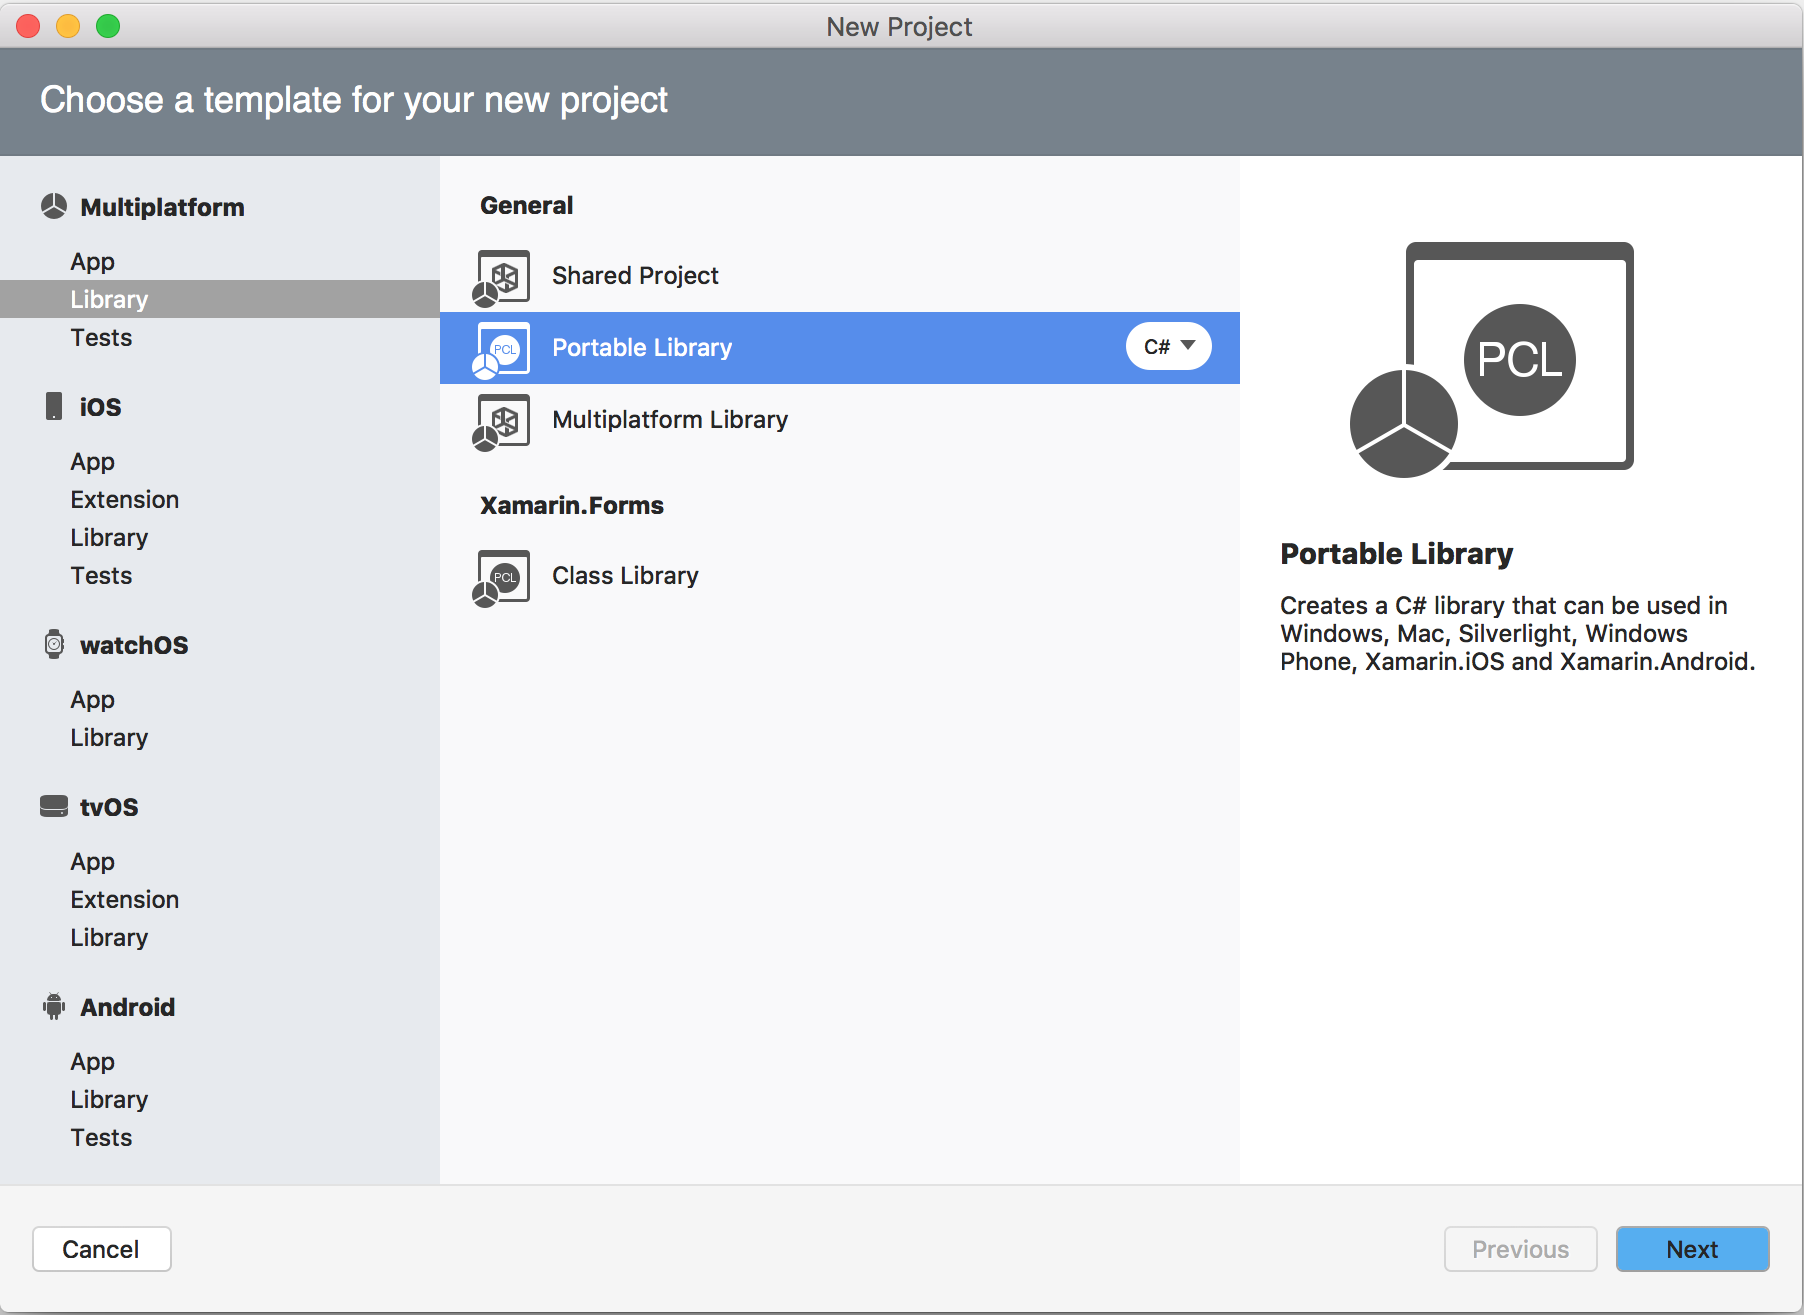 New Project
Choose a template for your new project
Multiplatform
App
Library
Tests
iOS
App
Extension
Library
Tests
watchOS
App
Library
tvOS
App
Extension
Library
Android
App
Library
Tests
General
Shared Project
PCL
Portable Library
C#
Multiplatform Library
Xamarin.Forms
PCL
Class Library
PCL
Portable Library
Creates a C# library that can be used in
Windows, Mac, Silverlight, Windows
Phone, Xamarin.iOS and Xamarin.Android.
Cancel
Previous
Next